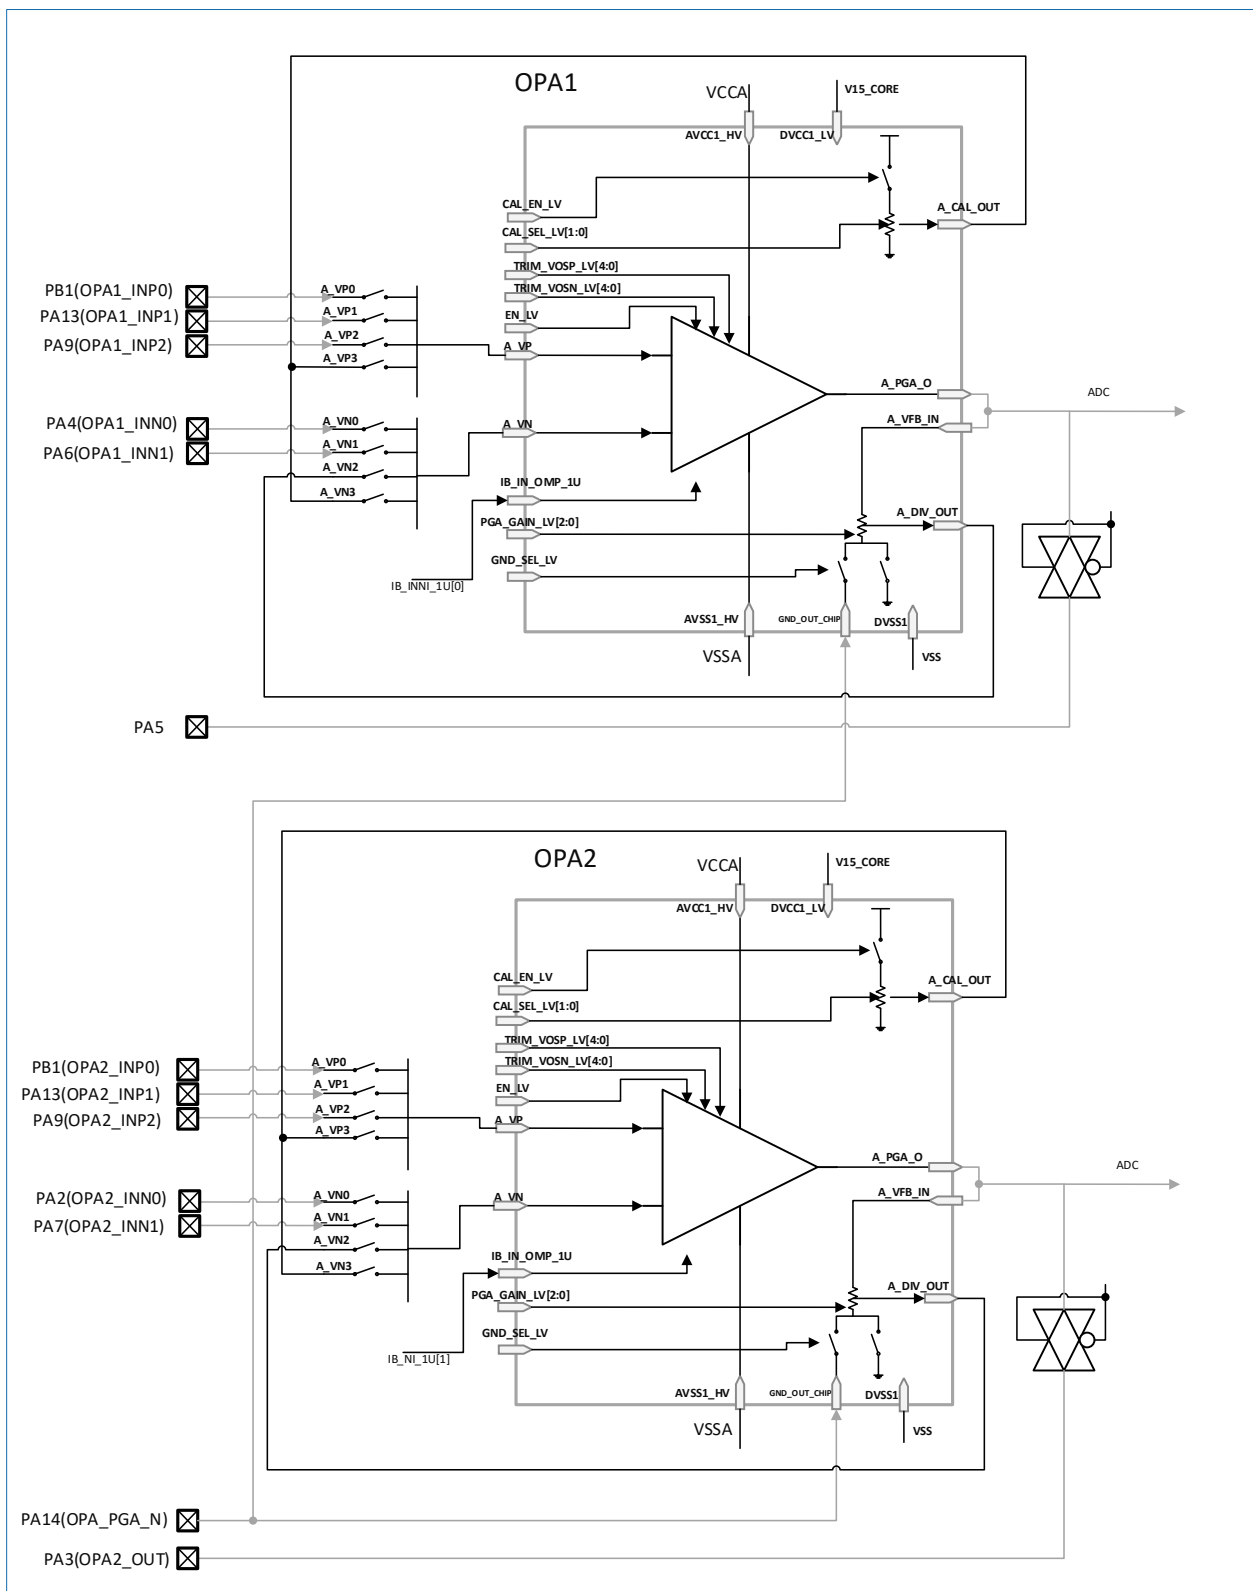 OPA1
VCCA
V15_CORE
AVCC1_HV
DVCC1_LV
CAL_EN_LV
A_CAL_OUT
CAL_SEL_LV[1:0]
TRIM_VOSP_LV[4:0]
PB1(OPA1_INP0)
A_VP0
TRIM_VOSN_LV[4:0]
PA13(OPA1_INP1)
A_VP1
EN_LV
PA9(OPA1_INP2)
A_VP2
A_VP
A_VP3
A_PGA_O
ADC
PA4(OPA1_INN0)
A_VN0
A_VN
A_VFB_IN
PA6(OPA1_INN1)
A_VN1
A_VN2
IB_IN_OMP_1U
A_VN3
A_DIV_OUT
PGA_GAIN_LV[2:0]
GND_SEL_LV
IB_INNI_1U[0]
AVSS1_HV
GND_OUT_CHIP
DVSS1
VSSA
VSS
PA5
OPA2
VCCA
V15_CORE
AVCC1_HV
DVCC1_LV
CAL_EN_LV
A_CAL_OUT
CAL_SEL_LV[1:0]
TRIM_VOSP_LV[4:0]
PB1(OPA2_INP0)
A_VP0
TRIM_VOSN_LV[4:0]
PA13(OPA2_INP1)
A_VP1
EN_LV
PA9(OPA2_INP2)
A_VP2
A_VP
A_VP3
A_PGA_O
ADC
PA2(OPA2_INN0)
A_VN0
A_VN
A_VFB_IN
PA7(OPA2_INN1)
A_VN1
A_VN2
IB_IN_OMP_1U
A_VN3
A_DIV_OUT
PGA_GAIN_LV[2:0]
GND_SEL_LV
IB_NI_1U[1]
AVSS1_HV
GND_OUT_CHIP
DVSS1
VSSA
VSS
PA14(OPA_PGA_N)
PA3(OPA2_OUT)